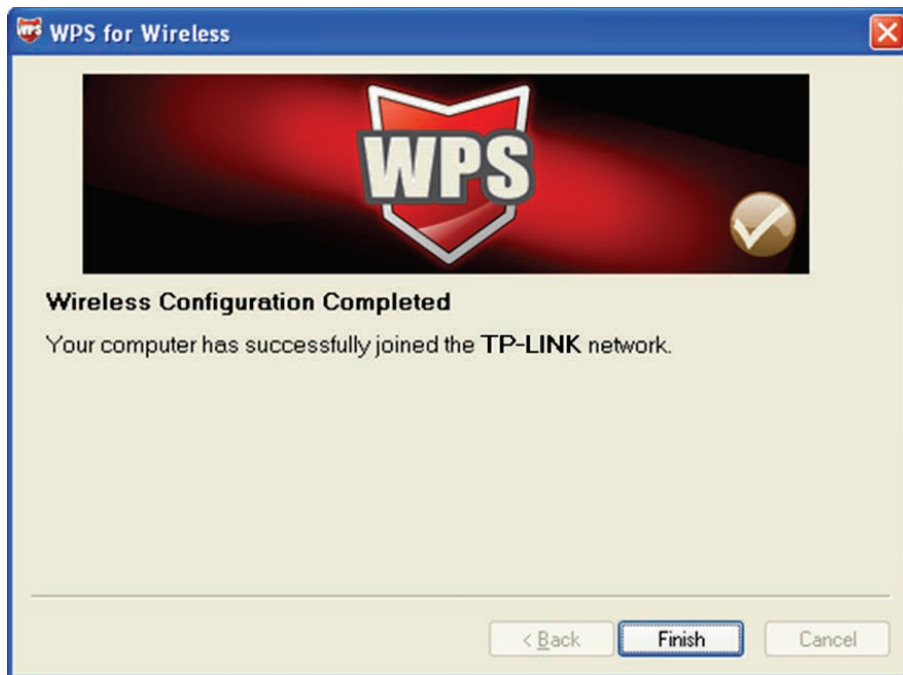 WPS for Wireless
WPS
Wireless Configuration Completed
Your computer has successfully joined the TP-LINK network.
< Back
Finish
Cancel